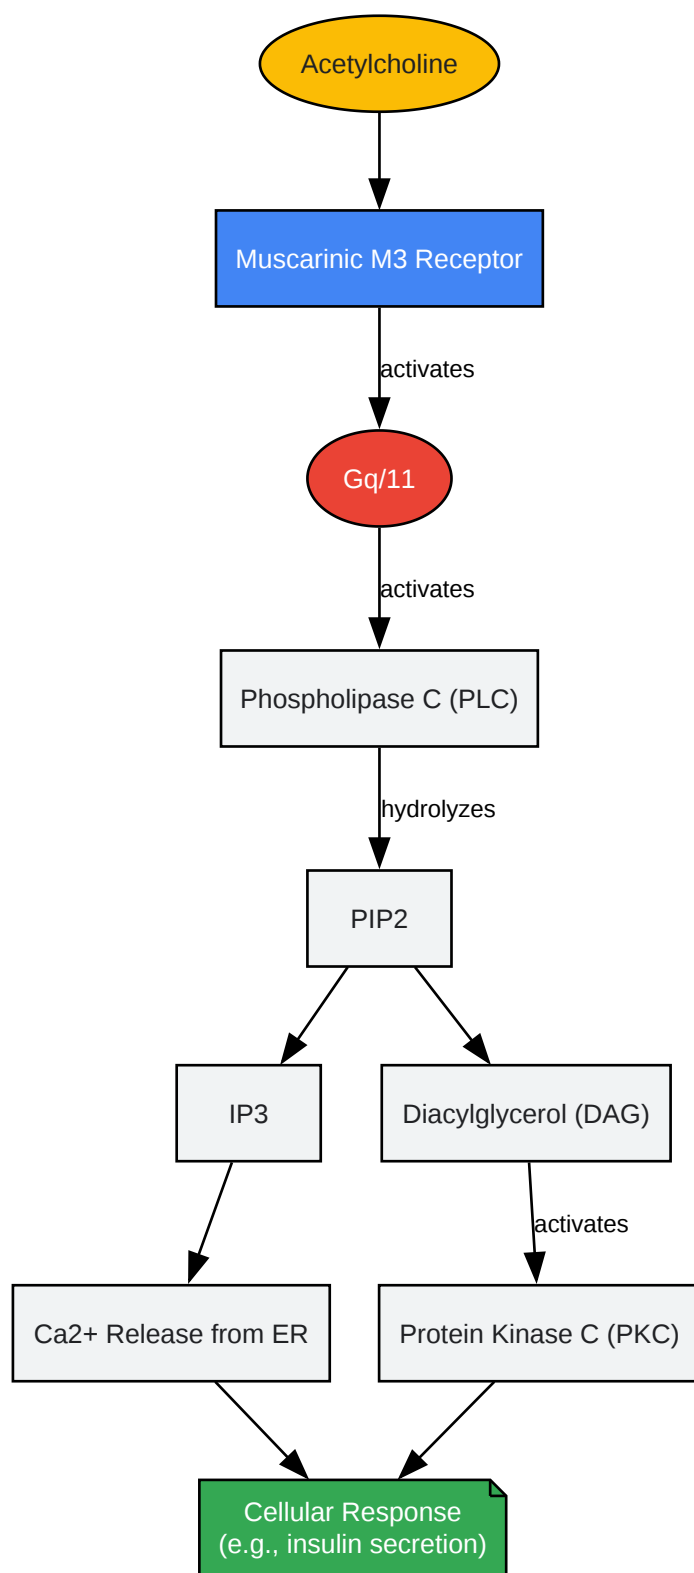 Acetylcholine
Muscarinic M3 Receptor
activates
Gq/11
activates
Phospholipase C (PLC)
hydrolyzes
PIP2
IP3
Diacylglycerol (DAG)
activates
Ca2+ Release from ER
Protein Kinase C (PKC)
Cellular Response
(e.g., insulin secretion)